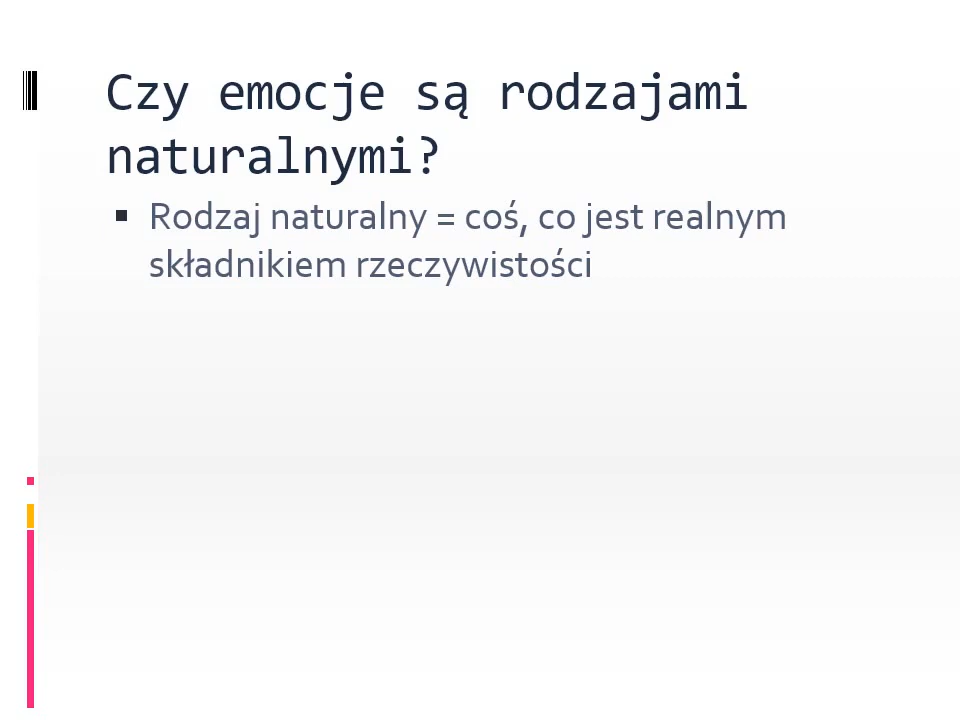 Czy emocje są rodzajami
naturalnymi?
▪ Rodzaj naturalny = coś, co jest realnym
składnikiem rzeczywistości